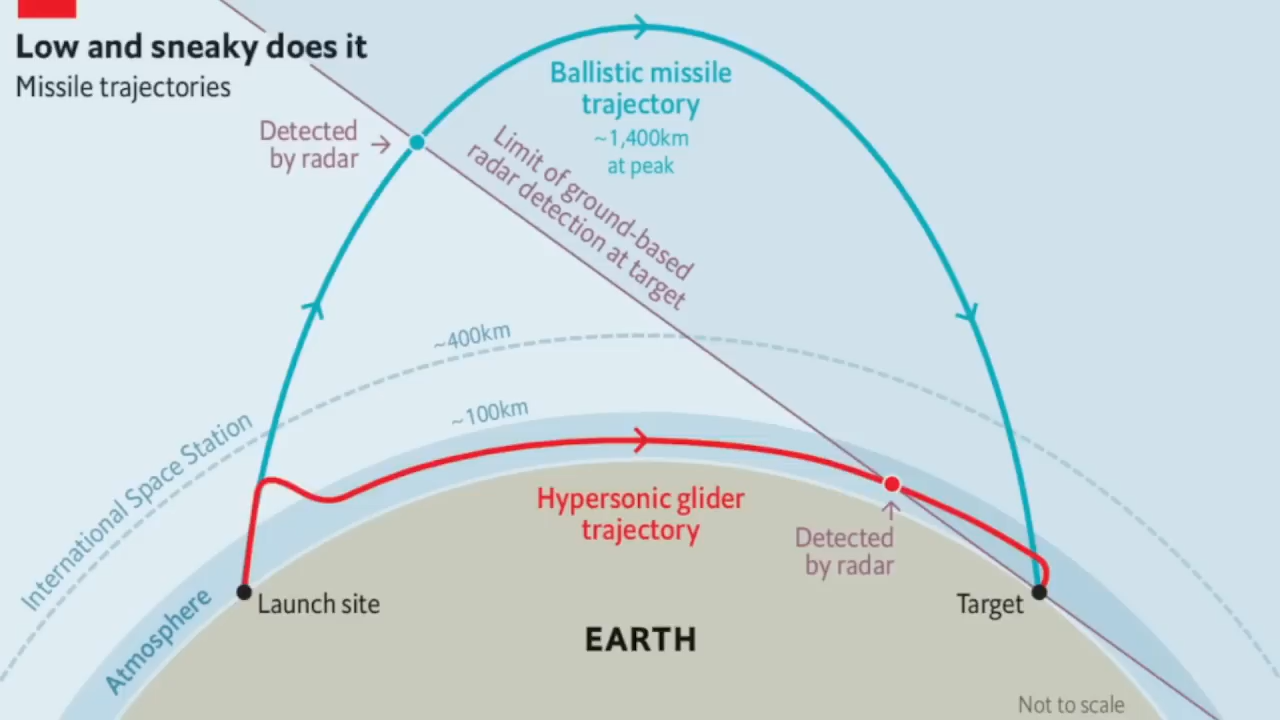 Low and sneaky does it
Missile trajectories
Ballistic missile
trajectory
~1,400km
at peak
Detected
by radar
Limit of ground-based
radar detection at target
~400km
~100km
International Space Station
Hypersonic glider
trajectory
Detected
by radar
Launch site
Target
Atmosphere
EARTH
Not to scale